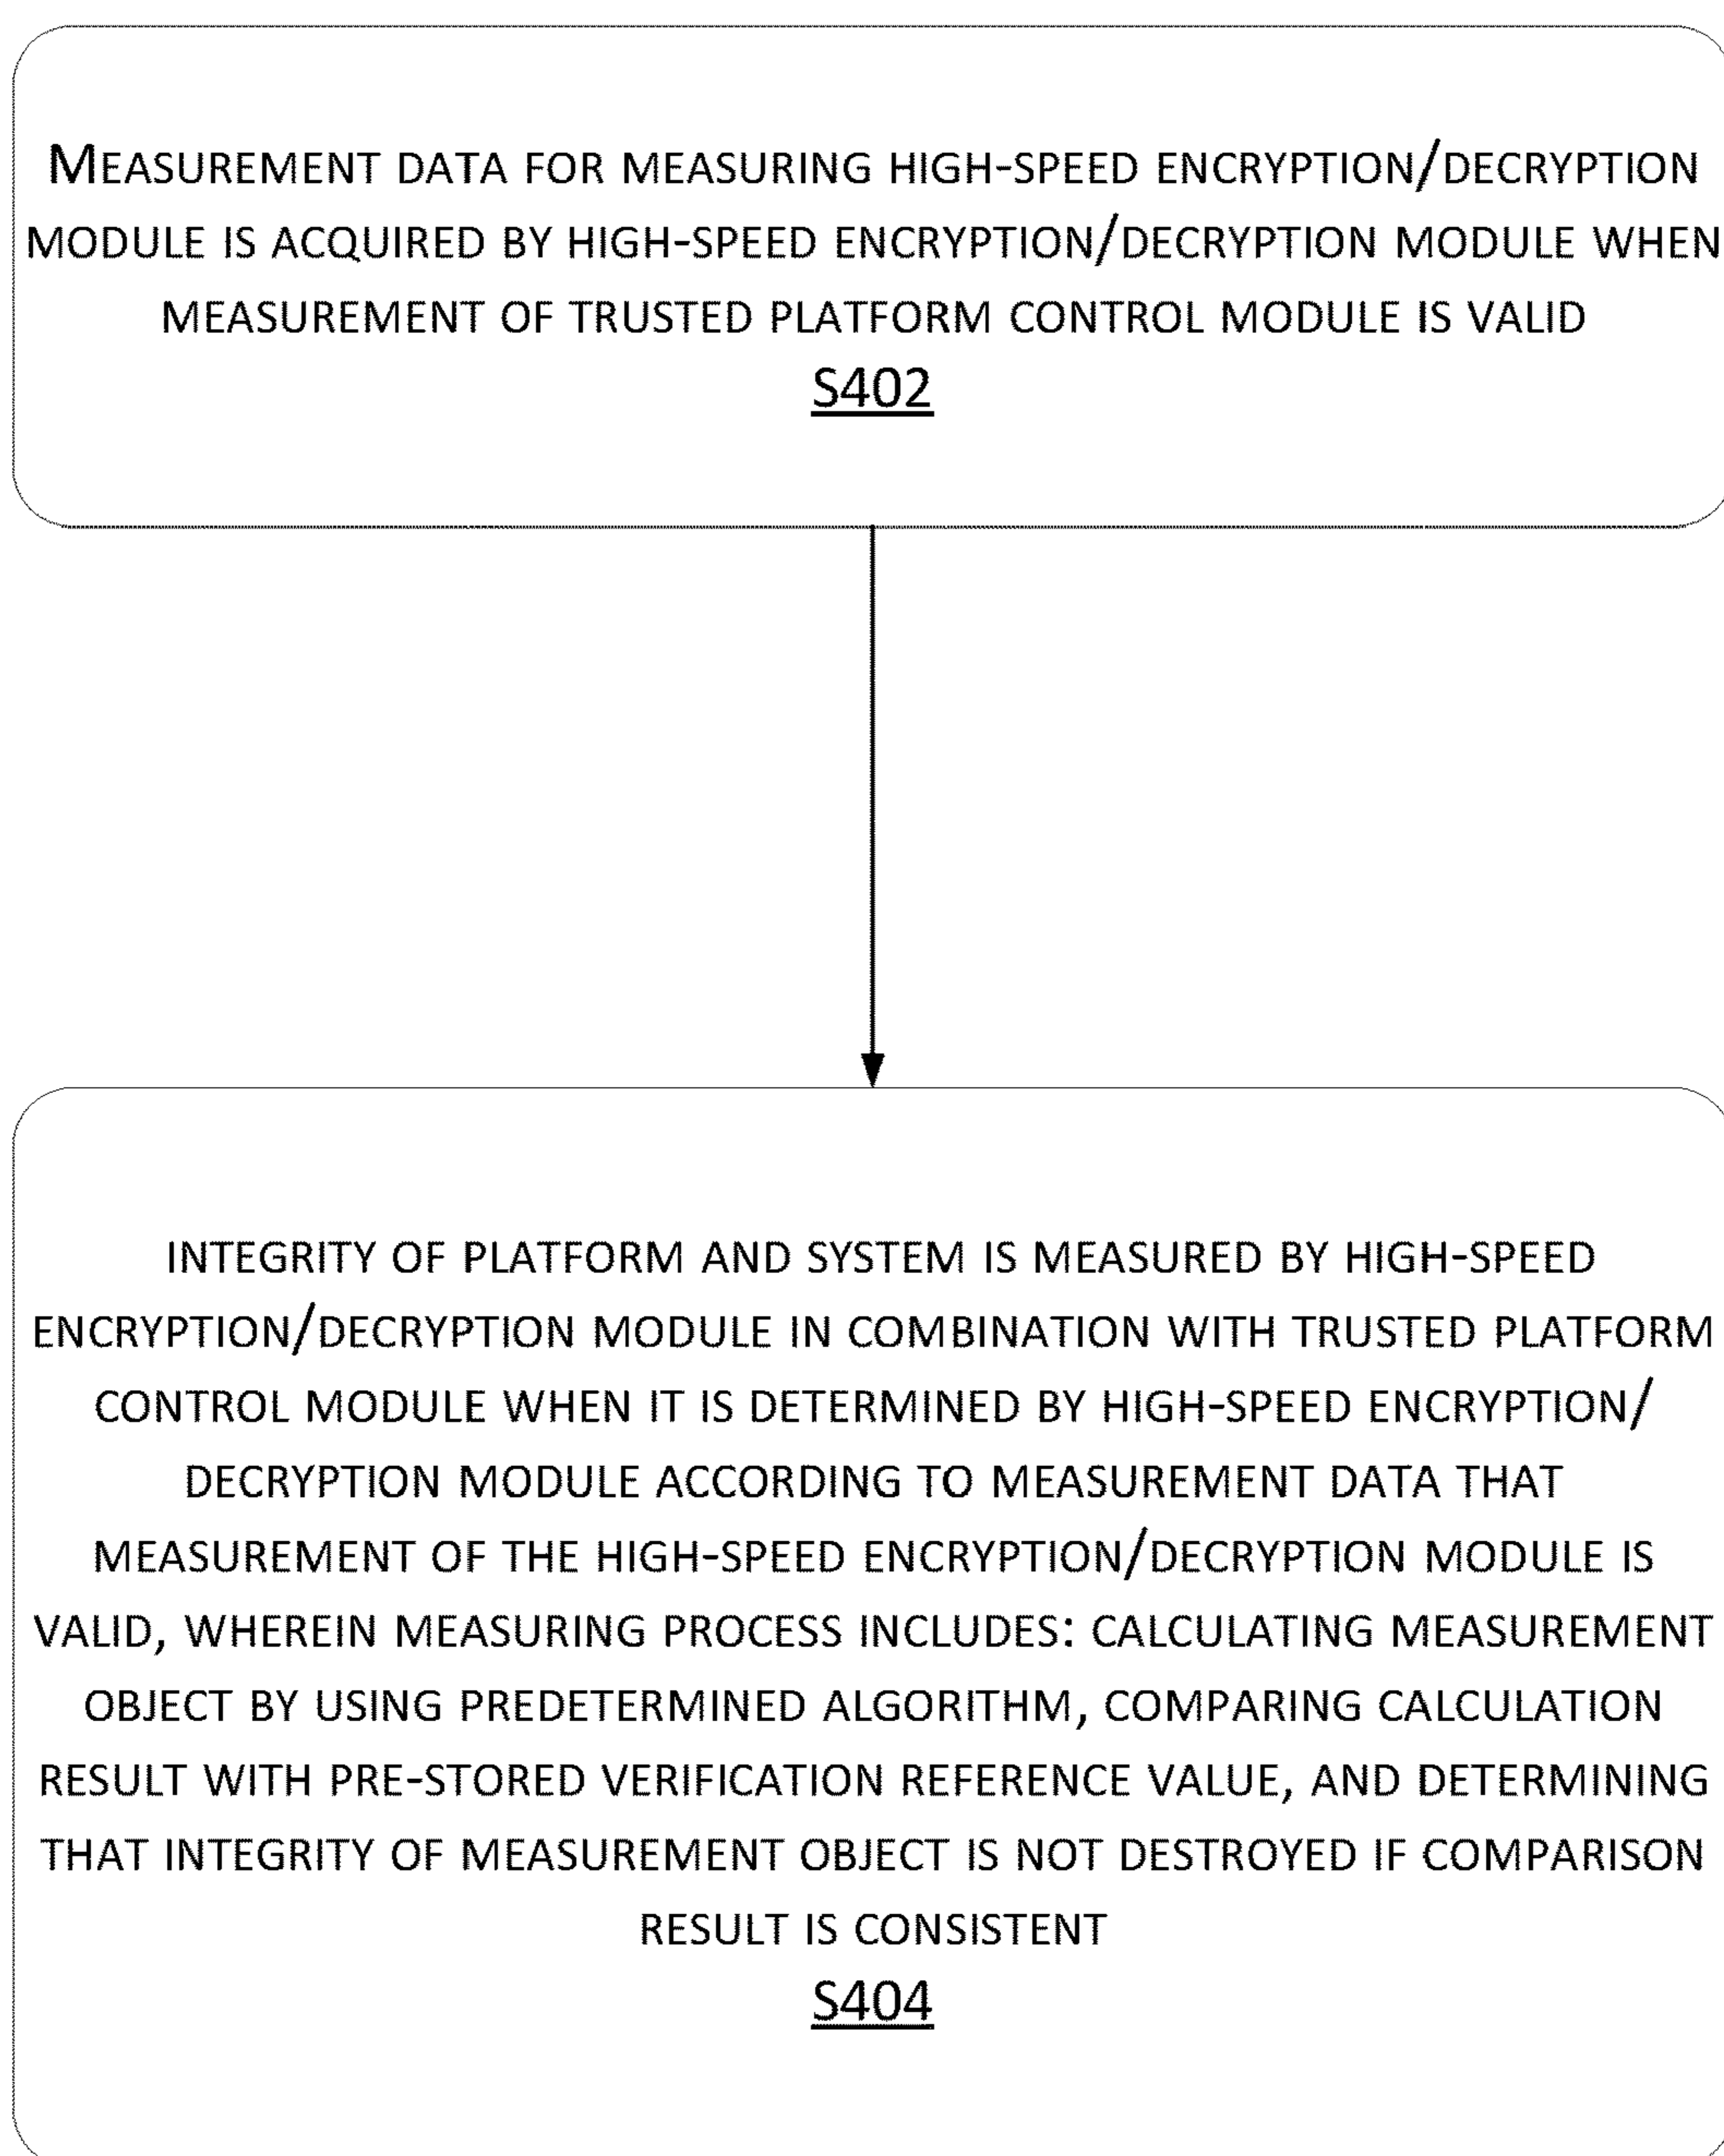 MEASUREMENT DATA FOR MEASURING HIGH-SPEED ENCRYPTION/DECRYPTION
MODULE IS ACQUIRED BY HIGH-SPEED ENCRYPTION/DECRYPTION MODULE WHEN
MEASUREMENT OF TRUSTED PLATFORM CONTROL MODULE IS VALID
S402
INTEGRITY OF PLATFORM AND SYSTEM IS MEASURED BY HIGH-SPEED
ENCRYPTION/DECRYPTION MODULE IN COMBINATION WITH TRUSTED PLATFORM
CONTROL MODULE WHEN IT IS DETERMINED BY HIGH-SPEED ENCRYPTION/
DECRYPTION MODULE ACCORDING TO MEASUREMENT DATA THAT
MEASUREMENT OF THE HIGH-SPEED ENCRYPTION/DECRYPTION MODULE IS
VALID, WHEREIN MEASURING PROCESS INCLUDES: CALCULATING MEASUREMENT
OBJECT BY USING PREDETERMINED ALGORITHM, COMPARING CALCULATION
RESULT WITH PRE-STORED VERIFICATION REFERENCE VALUE, AND DETERMINING
THAT INTEGRITY OF MEASUREMENT OBJECT IS NOT DESTROYED IF COMPARISON
RESULT IS CONSISTENT
S404